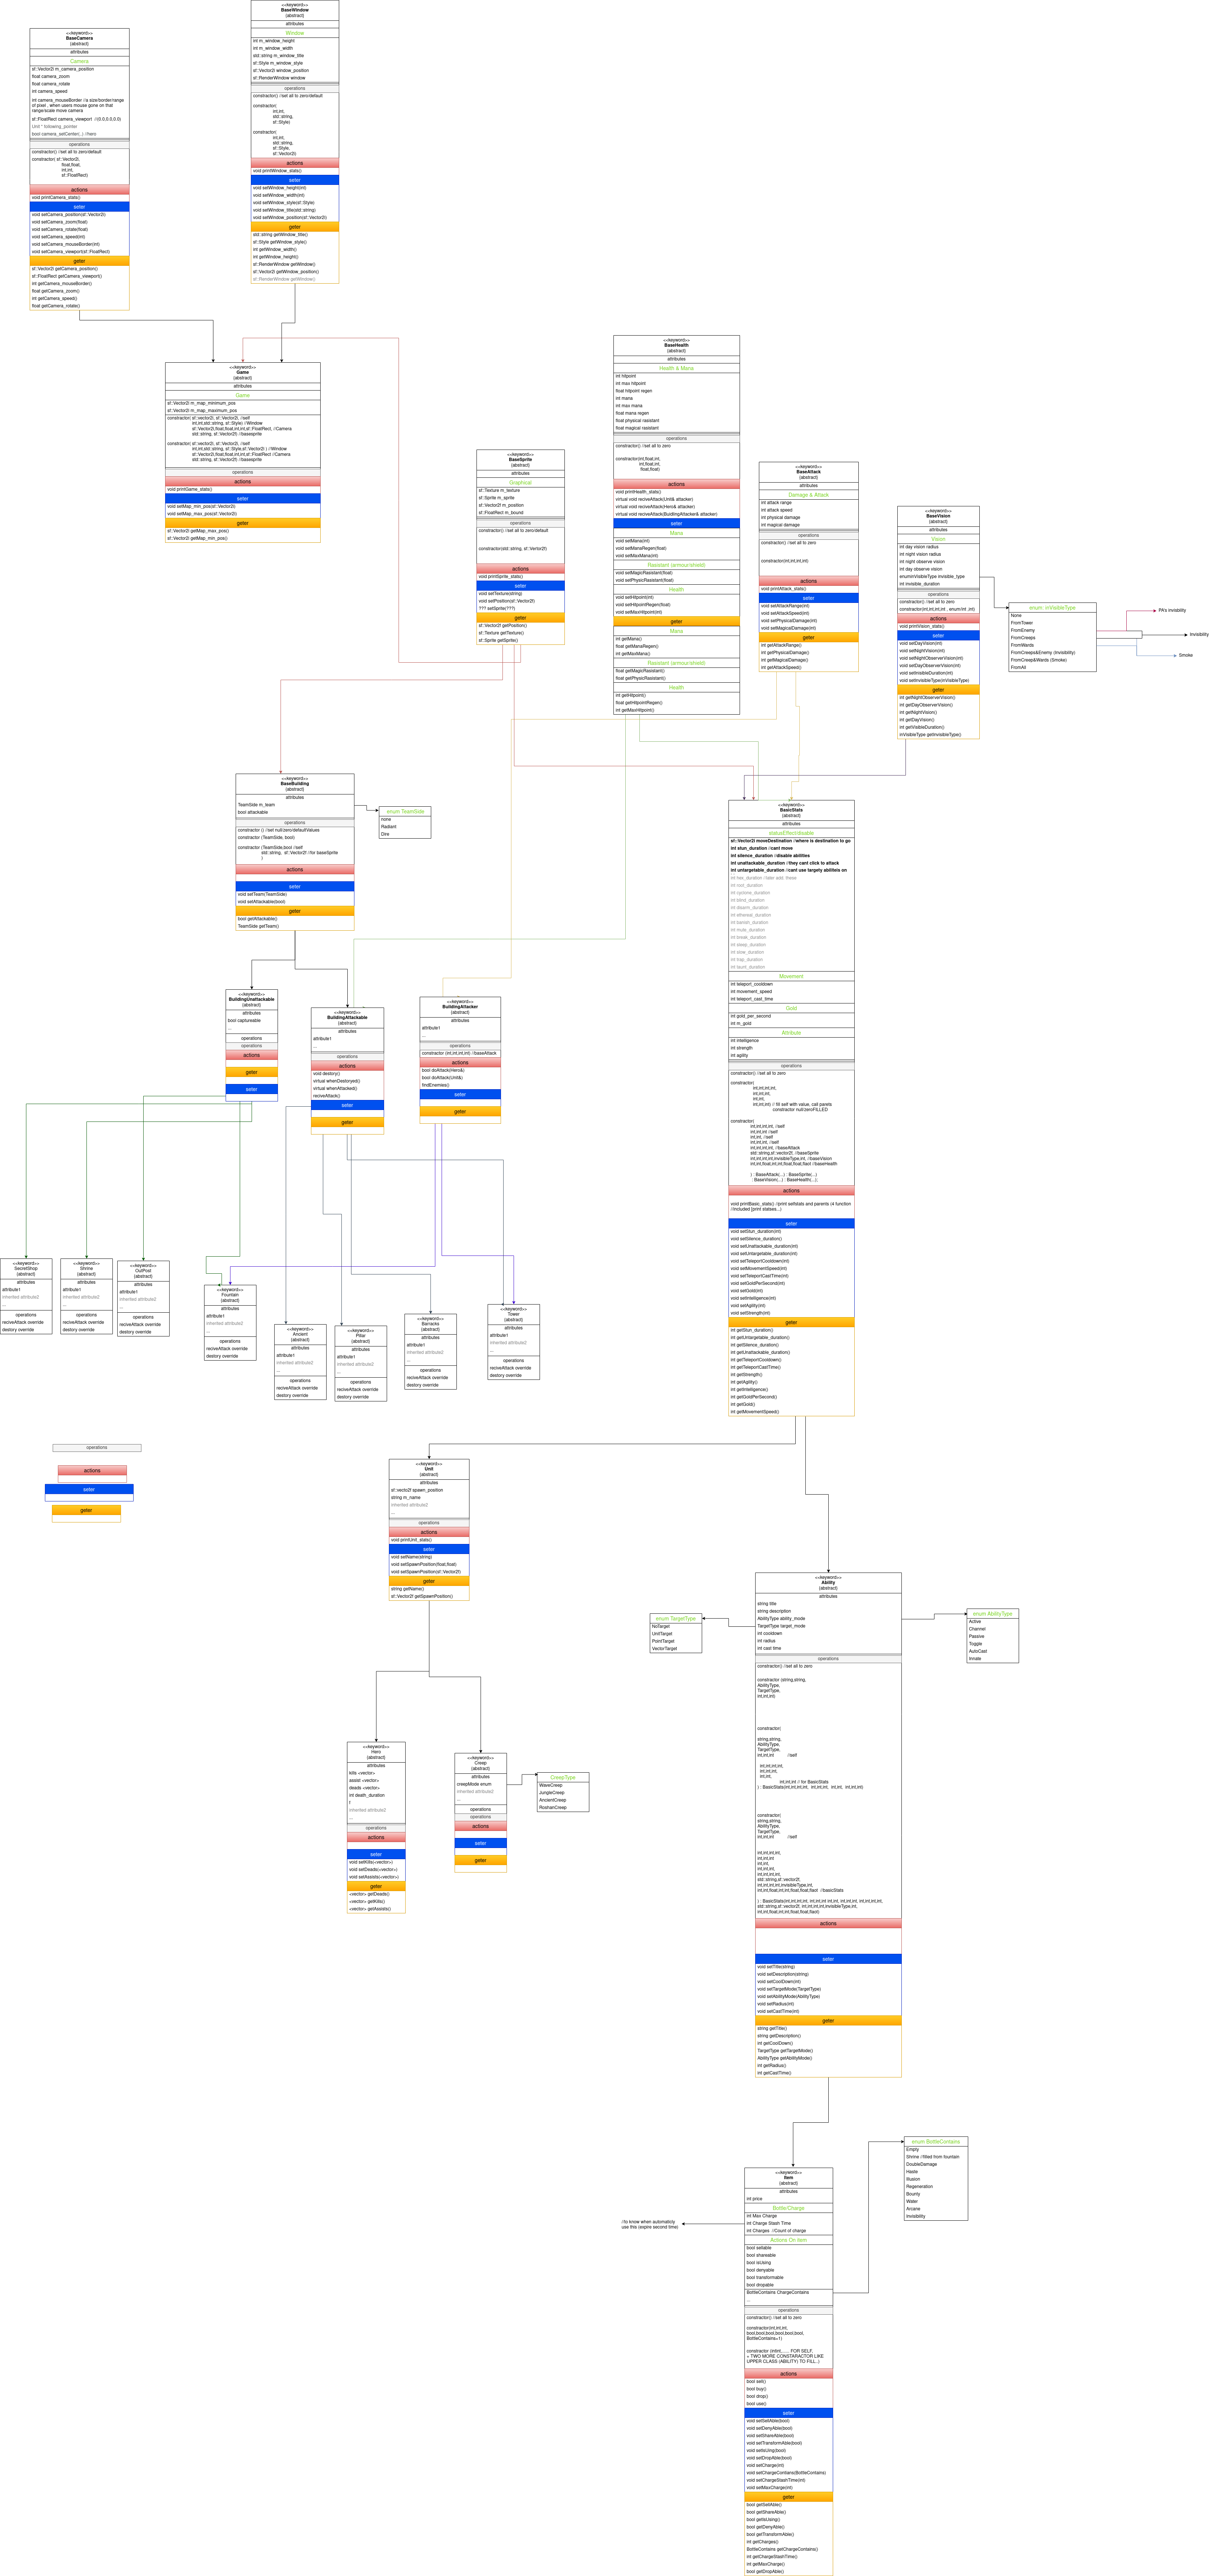 <<keyword>>
BaseCamera
(abstract)
attributes
Camera
sf::Vector2i m_camera_position
float camera_zoom
float camera_rotate
int camera_speed
int camera_mouseBorder //a size/border/range
of pixel , when users mouse gone on that
range/scale move camera
sf::FloatRect camera_viewport //(0.0,0.0,0.0)
Unit * following_pointer
bool camera_setCenter(..) //hero
operations
constractor() //set all to zero/default
constractor( sf::Vector2i,
float,float,
int,int,
sf::FloatRect)
actions
void printCamera_stats()
seter
void setCamera_position(sf::Vector2i)
void setCamera_zoom(float)
void setCamera_rotate(float)
void setCamera_speed(int)
void setCamera_mouseBorder(int)
void setCamera_viewport(sf::FloatRect)
geter
sf::Vector2i getCamera_position()
sf::FloatRect getCamera_viewport()
int getCamera_mouseBorder()
float getCamera_zoom()
int getCamera_speed()
float getCamera_rotate()
<<keyword>>
BaseWindow
(abstract)
attributes
Window
int m_window_height
int m_window_width
std::string m_window_title
sf::Style m_window_style
sf::Vector2i window_position
sf::RenderWindow window
operations
constractor() //set all to zero/default
constractor(
int,int,
std::string,
sf::Style)
constractor(
int,int,
std::string,
sf::Style,
sf::Vector2i)
actions
void printWindow_stats()
seter
void setWindow_height(int)
void setWindow_width(int)
void setWindow_style(sf::Style)
void setWindow_title(std::string)
void setWindow_position(sf::Vector2i)
geter
std::string getWindow_title()
sf::Style getWindow_style()
int getWindow_width()
int getWindow_height()
sf::RenderWindow getWindow()
sf::Vector2i getWindow_position()
sf::RenderWindow getWindow()
<<keyword>>
Game
(abstract)
attributes
Game
sf::Vector2i m_map_minimum_pos
sf::Vector2i m_map_maximum_pos
constractor( sf::vector2i, sf::Vector2i, //self
int,int,std::string, sf::Style) //Window
sf::Vector2i,float,float,int,int,sf::FloatRect, //Camera
std::string, sf::Vector2f) //basesprite
constractor( sf::vector2i, sf::Vector2i, //self
int,int,std::string, sf::Style,sf::Vector2i ) //Window
sf::Vector2i,float,float,int,int,sf::FloatRect //Camera
std::string, sf::Vector2f, //basesprite
operations
actions
void printGame_stats()
seter
void setMap_min_pos(sf::Vector2i)
void setMap_max_pos(sf::Vector2i)
geter
sf::Vector2i getMap_max_pos()
sf::Vector2i getMap_min_pos()
<<keyword>>
BaseSprite
(abstract)
attributes
Graphical
sf::Texture m_texture
sf::Sprite m_sprite
sf::Vector2f m_position
sf::FloatRect m_bound
operations
constractor() //set all to zero/default
constractor(std::string, sf::Vector2f)
actions
void printSprite_stats()
seter
void setTexture(string)
void setPosition(sf::Vector2f)
??? setSprite(???)
geter
sf::Vector2f getPosition()
sf::Texture getTexture()
sf::Sprite getSprite()
<<keyword>>
BaseHealth
(abstract)
attributes
Health & Mana
int hitpoint
int max hitpoint
float hitpoint regen
int mana
int max mana
float mana regen
float physical rasistant
float magical rasistant
operations
constractor() //set all to zero
constractor(int,float,int,
int,float,int,
float,float)
actions
void printHealth_stats()
virtual void reciveAttack(Unit& attacker)
virtual void reciveAttack(Hero& attacker)
virtual void reciveAttack(BuidlingAttacker& attacker)
seter
Mana
void setMana(int)
void setManaRegen(float)
void setMaxMana(int)
Rasistant (armour/shield)
void setMagicRasistant(float)
void setPhysicRasistant(float)
Health
void setHitpoint(int)
void setHitpointRegen(float)
void setMaxHitpoint(int)
geter
Mana
int getMana()
float getManaRegen()
int getMaxMana()
Rasistant (armour/shield)
float getMagicRasistant()
float getPhysicRasistant()
Health
int getHitpoint()
float getHitpointRegen()
int getMaxHitpoint()
<<keyword>>
BaseAttack
(abstract)
attributes
Damage & Attack
int attack range
int attack speed
int physical damage
int magical damage
operations
constractor() //set all to zero
constractor(int,int,int,int)
actions
void printAttack_stats()
seter
void setAttackRange(int)
void setAttackSpeed(int)
void setPhysicalDamage(int)
void setMagicalDamage(int)
geter
int getAttackRange()
int getPhysicalDamage()
int getMagicalDamage()
int getAttackSpeed()
<<keyword>>
BaseVision
(abstract)
attributes
Vision
int day vision radius
int night vision radius
int night observe vision
int day observe vision
enumInVisibleType invisible_type
int invisible_duration
operations
constractor() //set all to zero
constractor(int,int,int,int , enum:int ,int)
actions
void printVision_stats()
seter
void setDayVision(int)
void setNightVision(int)
void setNightObserverVision(int)
void setDayObserverVision(int)
void setInisibleDuration(int)
void setInvisibleType(InVisibleType)
geter
int getNightObserverVision()
int getDayObserverVision()
int getNightVision()
int getDayVision()
int getVisibleDuration()
inVisibleType getInvisibleType()
enum inVisibleType
None
FromTower
FromEnemy
FromCreeps
FromWards
FromCreeps&Enemy (Invisibility)
FromCreep&Wards (Smoke)
FromAll
PA's invisiblity
Invisibility
Smoke
<<keyword>>
BaseBuilding
(abstract)
attributes
TeamSide m_team
bool attackable
operations
constractor () //set null/zero/defaultValues
constractor (TeamSide, bool)
constractor (TeamSide,bool //self
std::string, sf::Vector2f //for baseSprite
)
actions
seter
void setTeam(TeamSide)
void setAttackable(bool)
geter
bool getAttackable()
TeamSide getTeam()
enum TeamSide
none
Radiant
Dire
<<keyword>>
BasicStats
(abstract)
attributes
statusEffect/disable
sf::Vector2i moveDestination //where is destination to go
int stun_duration //cant move
int silence_duration //disable abilities
int unattackable_duration //they cant click to attack
int untargetable_duration //cant use targety abiliteis on
int hex_duration //later add: these
int root_duration
int cyclone_duration
int blind_duration
int disarm_duration
int ethereal_duration
int banish_duration
int mute_duration
int break_duration
int sleep_duration
int slow_duration
int trap_duration
int taunt_duration
Movement
int teleport_cooldown
int movement_speed
int teleport_cast_time
Gold
int gold_per_second
int m_gold
Attribute
int intelligence
int strength
int agility
operations
constractor() //set all to zero
constractor(
int,int,int,int,
int,int,int,
int,int,
int,int,int) // fill self with value, call parets
constractor null/zeroFILLED
constractor(
int,int,int,int, //self
int,int,int //self
int,int, //self
int,int,int, //self
int,int,int,int, //baseAttack
std::string,sf::vector2f, //baseSprite
int,int,int,int,invisibleType,int, //baseVision
int,int,float,int,int,float,float,flaot //baseHealth
) : BaseAttack(...) : BaseSprite(...)
: BaseVision(...) : BaseHealth(...);
actions
void printBasic_stats() //print selfstats and parents (4 function
//included [print statses...)
seter
void setStun_duration(int)
void setSilence_duration()
void setUnattackable_duration(int)
void setUntargetable_duration(int)
void setTeleportCooldown(int)
void setMovementSpeed(int)
void setTeleportCastTime(int)
void setGoldPerSecond(int)
void setGold(int)
void setIntelligence(int)
void setAgility(int)
void setStrength(int)
geter
int getStun_duration()
int getUntargetable_duration()
int getSilence_duration()
int getUnattackable_duration()
int getTeleportCooldown()
int getTeleportCastTime()
int getStrength()
int getAgility()
int getIntelligence()
int getGoldPerSecond()
int getGold()
int getMovementSpeed()
<<keyword>>
BuildingUnattackable
(abstract)
attributes
bool captureable
...
operations
operations
actions
geter
seter
<<keyword>>
BuildingAttackable
(abstract)
attributes
attribute1
...
operations
void destory()
virtual whenDestoryed()
virtual whenAttacked()
reciveAttack()
seter
geter
<<keyword>>
BuildingAttacker
(abstract)
attributes
attribute1
...
operations
constractor (int,int,int,int) //baseAttack
actions
bool doAttack(Hero&)
bool doAttack(Unit&)
findEnemies()
seter
geter
<<keyword>>
SecretShop
(abstract)
attributes
attribute1
inherited attribute2
...
operations
reciveAttack override
destory override
<<keyword>>
Shrine
(abstract)
attributes
attribute1
inherited attribute2
...
operations
reciveAttack override
destory override
<<keyword>>
OutPost
(abstract)
attributes
attribute1
inherited attribute2
...
operations
reciveAttack override
destory override
<<keyword>>
Fountain
(abstract)
attributes
attribute1
inherited attribute2
...
operations
reciveAttack override
destory override
<<keyword>>
Ancient
(abstract)
attributes
attribute1
inherited attribute2
...
operations
reciveAttack override
destory override
<<keyword>>
Pillar
(abstract)
attributes
attribute1
inherited attribute2
...
operations
reciveAttack override
destory override
<<keyword>>
Barracks
(abstract)
attributes
attribute1
inherited attribute2
...
operations
reciveAttack override
destory override
<<keyword>>
Tower
(abstract)
attributes
attribute1
inherited attribute2
...
operations
reciveAttack override
destory override
operations
actions
seter
geter
<<keyword>>
Unit
(abstract)
attributes
sf::vecto2f spawn_position
string m_name
inherited attribute2
...
operations
actions
void printUnit_stats()
seter
void setName(string)
void setSpawnPosition(float,float)
void setSpawnPosition(sf::Vector2f)
geter
string getName()
sf::Vector2f getSpawnPosition()
<<keyword>>
Ability
(abstract)
attributes
string title
string description
AbilityType ability_mode
TargetType target_mode
int cooldown
int radius
int cast time
operations
constractor() //set all to zero
constractor (string,string,
AbilityType,
TargetType,
int,int,int)
constractor(
string,string,
AbilityType,
TargetType,
int,int,int //self
int,int,int,int,
int,int,int,
int,int,
int,int,int // for BasicStats
) : BasicStats(int,int,int,int, int,int,int, int,int, int,int,int)
constractor(
string,string,
AbilityType,
TargetType,
int,int,int //self
int,int,int,int,
int,int,int
int,int,
int,int,int,
int,int,int,int,
std::string,sf::vector2f,
int,int,int,int,invisibleType,int,
int,int,float,int,int,float,float,flaot //basicStats
) : BasicStats(int,int,int,int, int,int,int int,int, int,int,int, int,int,int,int,
std::string,sf::vector2f, int,int,int,int,invisibleType,int,
int,int,float,int,int,float,float,flaot)
actions
seter
void setTitle(string)
void setDescription(string)
void setCoolDown(int)
void setTargetMode(TargetType)
void setAbilityMode(AbilityType)
void setRadius(int)
void setCastTime(int)
geter
string getTitle()
string getDescription()
int getCoolDown()
TargetType getTargetMode()
AbilityType getAbilityMode()
int getRadius()
int getCastTime()
enum TargetType
NoTarget
UnitTarget
PointTarget
VectorTarget
enum AbilityType
Active
Channel
Passive
Toggle
AutoCast
Innate
<<keyword>>
Hero
(abstract)
attributes
kills <vector>
assist <vector>
deads <vector>
int death_duration
f
inherited attribute2
...
operations
actions
seter
void setKills(<vector>)
void setDeads(<vector>)
void setAssists(<vector>)
geter
<vector> getDeads()
<vector> getKills()
<vector> getAssists()
<<keyword>>
Creep
(abstract)
attributes
creepMode enum
inherited attribute2
...
operations
operations
actions
seter
geter
CreepType
WaveCreep
JungleCreep
AncientCreep
RoshanCreep
<<keyword>>
Item
(abstract)
attributes
int price
Bottle/Charge
int Max Charge
int Charge Stash Time
int Charges //Count of charge
Actions On Item
bool sellable
bool shareable
bool isUsing
bool denyable
bool transformable
bool dropable
BottleContains ChargeContains
...
operations
constractor() //set all to zero
constractor(int,int,int,
bool,bool,bool,bool,bool,bool,
BottleContains=1)
constractor (intint,...... FOR SELF,
+ TWO MORE CONSTARACTOR LIKE
UPPER CLASS (ABILITY) TO FILL..)
actions
bool sell()
bool buy()
bool drop()
bool use()
seter
void setSellAble(bool)
void setDenyAble(bool)
void setShareAble(bool)
void setTransformAble(bool)
void setIsUing(bool)
void setDropAble(bool)
void setCharge(int)
void setChargeContians(BottleContains)
void setChargeStashTime(int)
void setMaxCharge(int)
geter
bool getSellAble()
bool getShareAble()
bool getIsUsing()
bool getDenyAble()
bool getTransformAble()
int getCharges()
BottleContains getChargeContains()
int getChargeStashTime()
int getMaxCharge()
bool getDropAble()
//to know when automaticly
use this (expire second time)
enum BottleContains
Empty
Shrine //filled from fountain
DoubleDamage
Haste
Illusion
Regeneration
Bounty
Water
Arcane
Invisibility